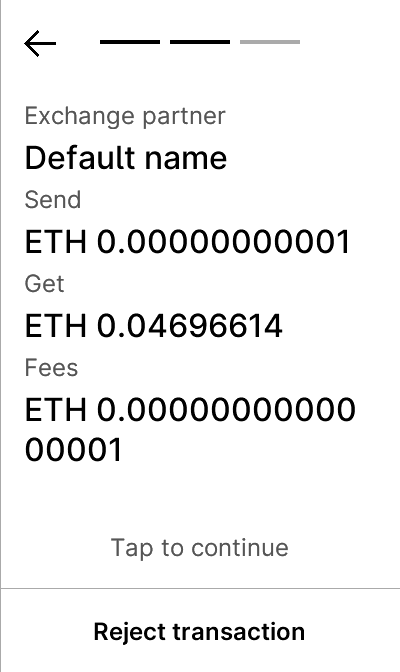 Exchange partner
Default name
Send
ETH 0.00000000001
Get
ETH 0.04696614
Fees
ETH 0.00000000000
00001
Tap to continue
Reject transaction